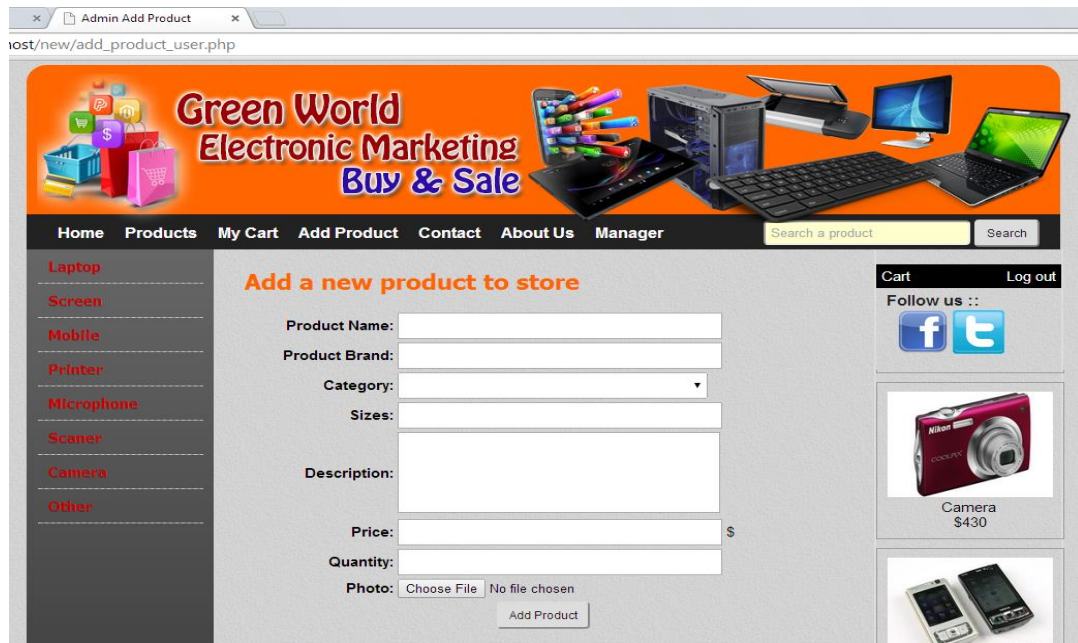 Admin Add Product
host/new/add_product_user.php
Green World
Electronic Marketing
Buy & Sale
Home Products My Cart Add Product Contact About Us Manager Search a product Search
Laptop
Screen
Mobile
Printer
Microphone
Scaner
Camera
Other
Add a new product to store
Product Name:
Product Brand:
Category:
Sizes:
Description:
Price: $
Quantity:
Photo: Choose File No file chosen
Add Product
Cart Log out
Follow us ::
Nikon
COOLPIX
Camera
$430